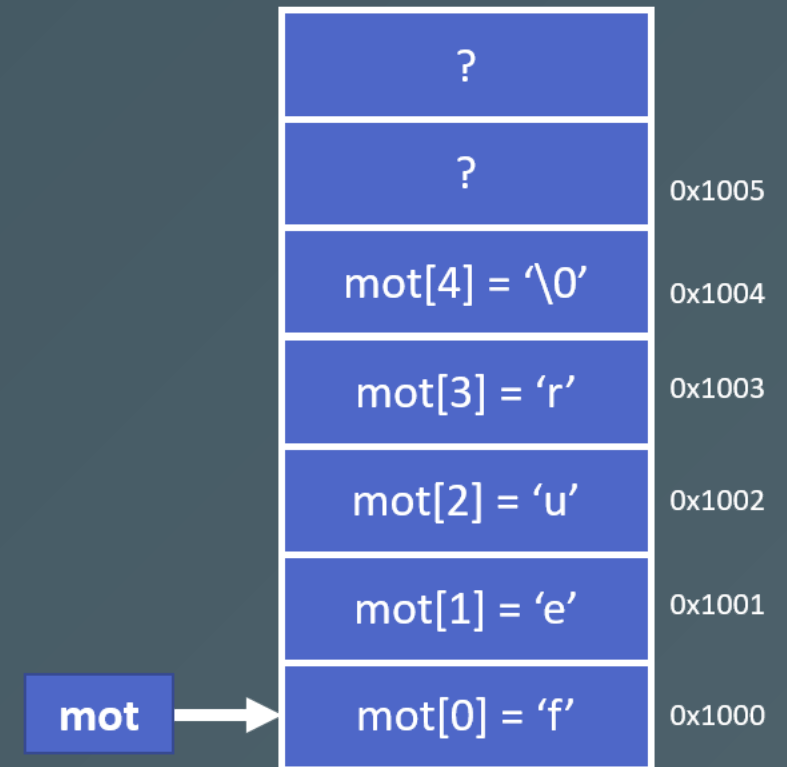 ?
?
0x1005
mot[4] = ‘\0’
0x1004
mot[3] = ‘r’
0x1003
mot[2] = ‘u’
0x1002
mot[1] = ‘e’
0x1001
mot
mot[0] = ‘f’
0x1000